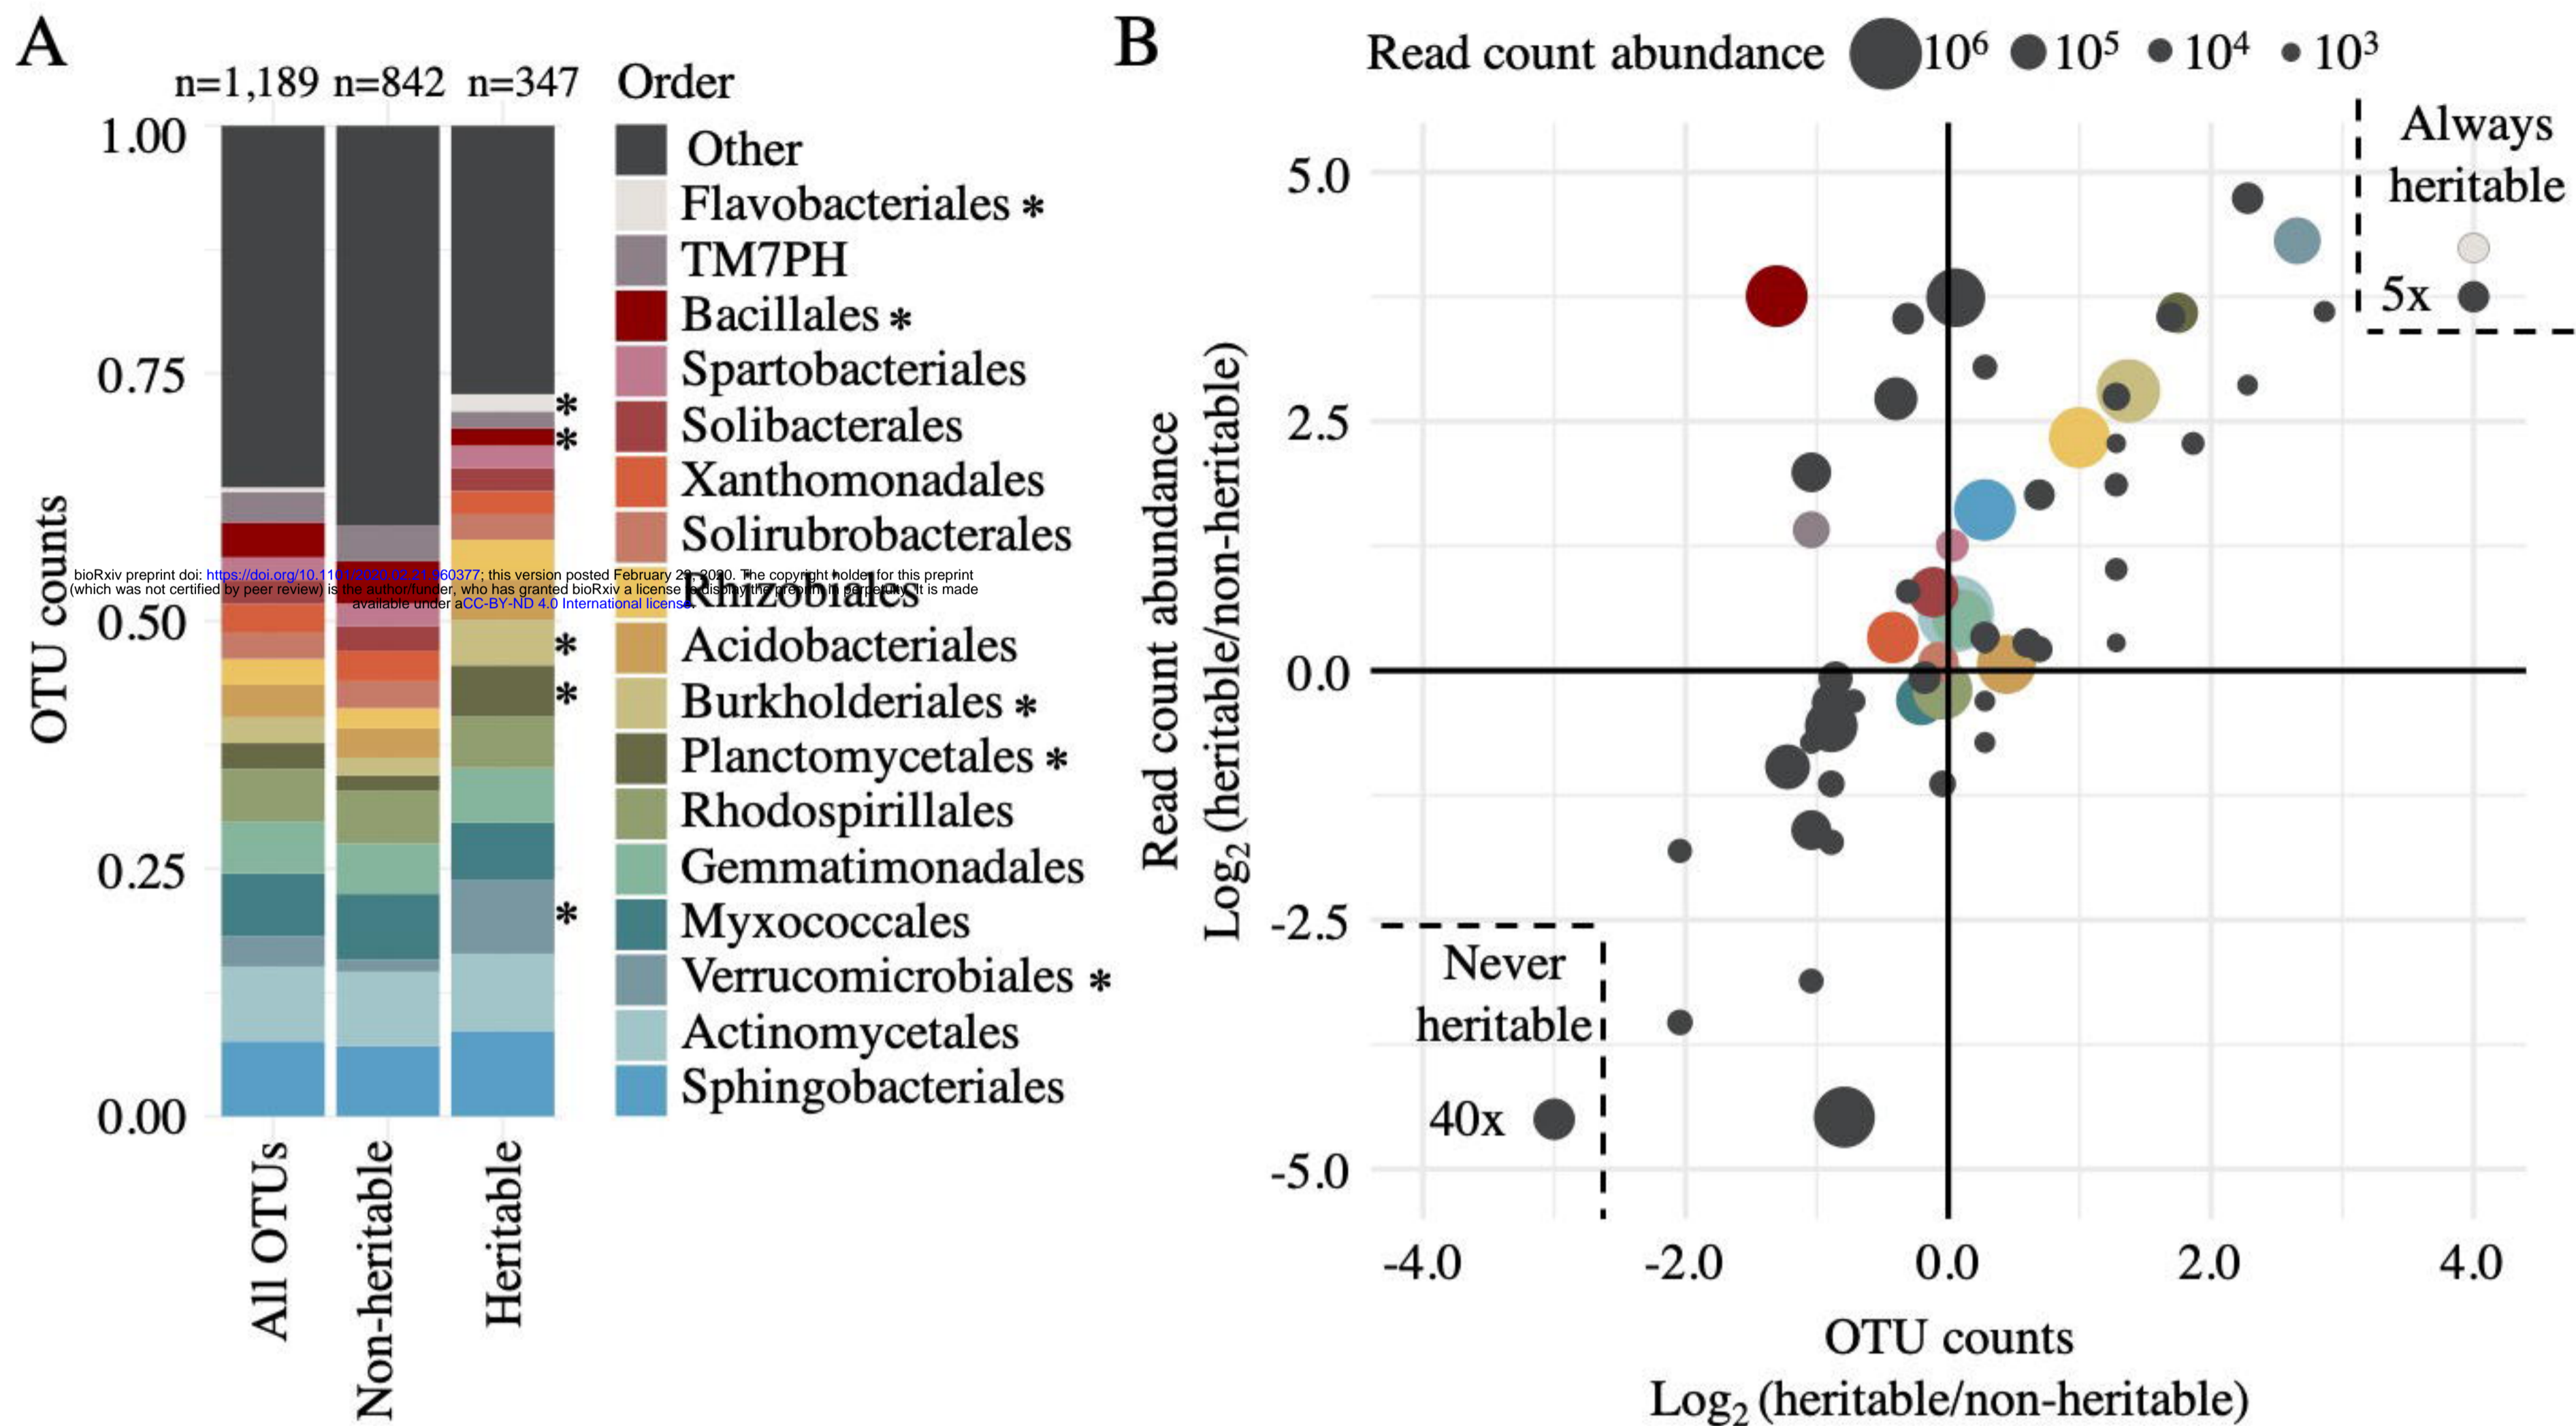 A
n=1,189 n=842 n=347
Order
1.00
0.75
0.50
0.25
0.00
OTU counts
All OTUs
Non-heritable
Heritable
*
*
*
*
*
Other
Flavobacteriales *
TM7PH
Bacillales *
Spartobacteriales
Solibacterales
Xanthomonadales
Solirubrobacterales
Rhizobiales
Acidobacteriales
Burkholderiales *
Planctomycetales *
Rhodospirillales
Gemmatimonadales
Myxococcales
Verrucomicrobiales *
Actinomycetales
Sphingobacteriales
bioRxiv preprint doi: https://doi.org/10.1101/2020.02.21.960377; this version posted February 23, 2020. The copyright holder for this preprint
(which was not certified by peer review) is the author/funder, who has granted bioRxiv a license to display the preprint in perpetuity. It is made
available under aCC-BY-ND 4.0 International license.
B
Read count abundance 10⁶ 10⁵ 10⁴ 10³
Always
heritable
5x
Never
heritable
40x
5.0
2.5
0.0
-2.5
-5.0
Read count abundance
Log₂ (heritable/non-heritable)
-4.0 -2.0 0.0 2.0 4.0
OTU counts
Log₂ (heritable/non-heritable)